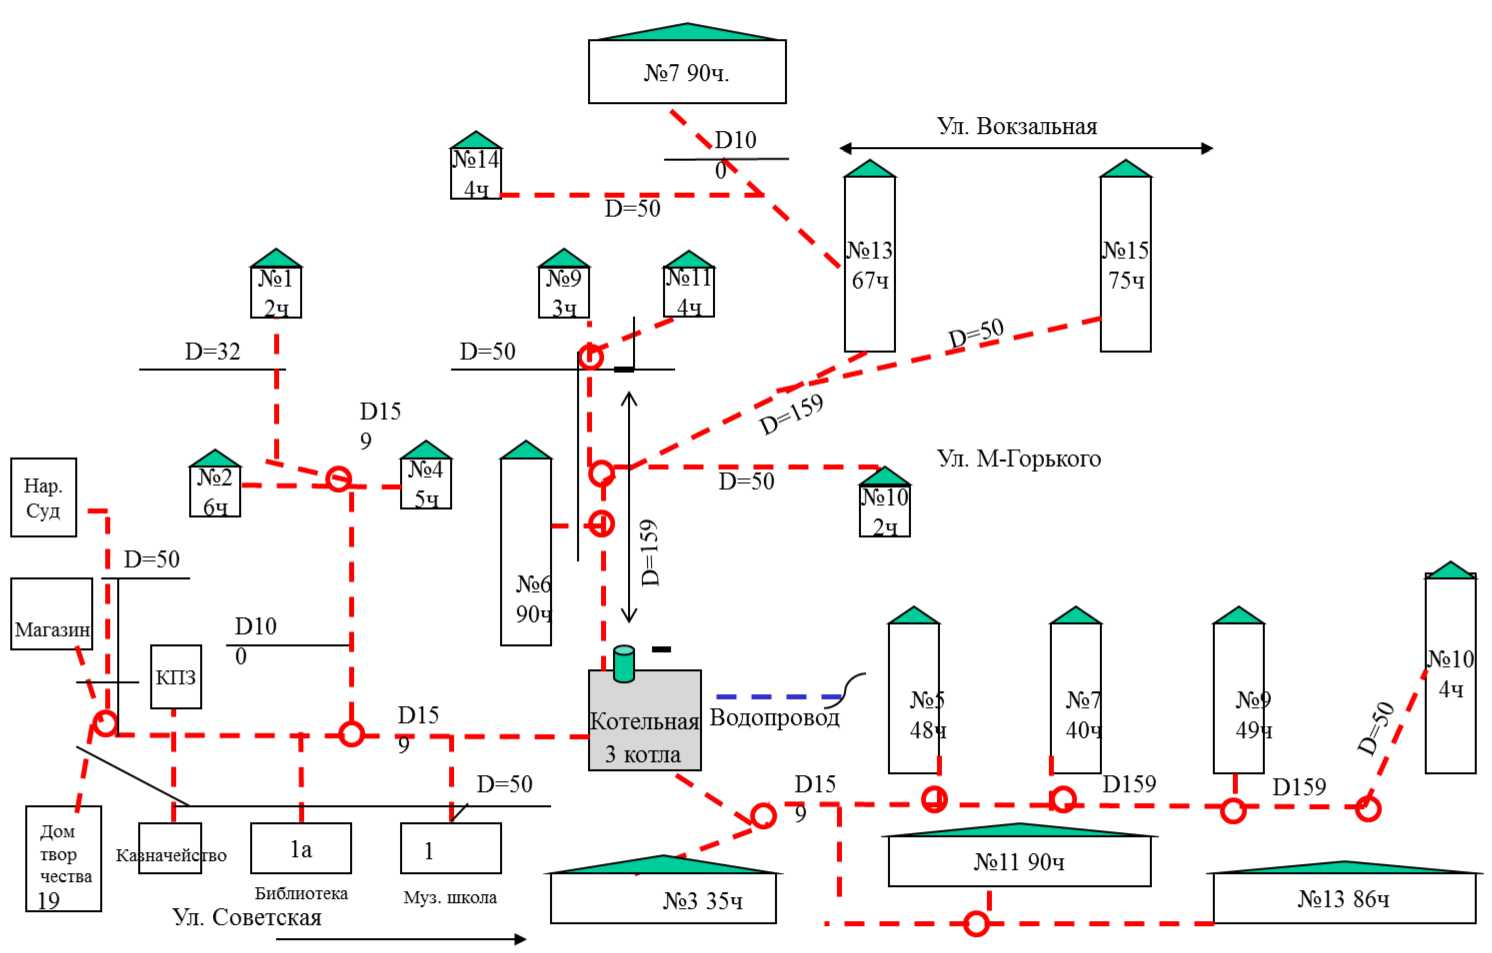 №7 90ч.
Ул. Вокзальная
D10
0
№14
4ч
D=50
№13
67ч
№15
75ч
№1
2ч
№9
3ч
№11
4ч
D=50
D=32
D=50
D=159
D15
9
№2
6ч
№4
5ч
Ул. М-Горького
D=50
№10
2ч
Нар.
Суд
D=50
D=159
№6
90ч
Магазин
D10
0
КПЗ
№10
4ч
№5
48ч
№7
40ч
№9
49ч
D15
9
Котельная
3 котла
Водопровод
D=50
D=50
D15
9
D159
D159
Дом
твор
чества
19
Казначейство
1а
1
№11 90ч
Библиотека
Муз. школа
№3 35ч
№13 86ч
Ул. Советская